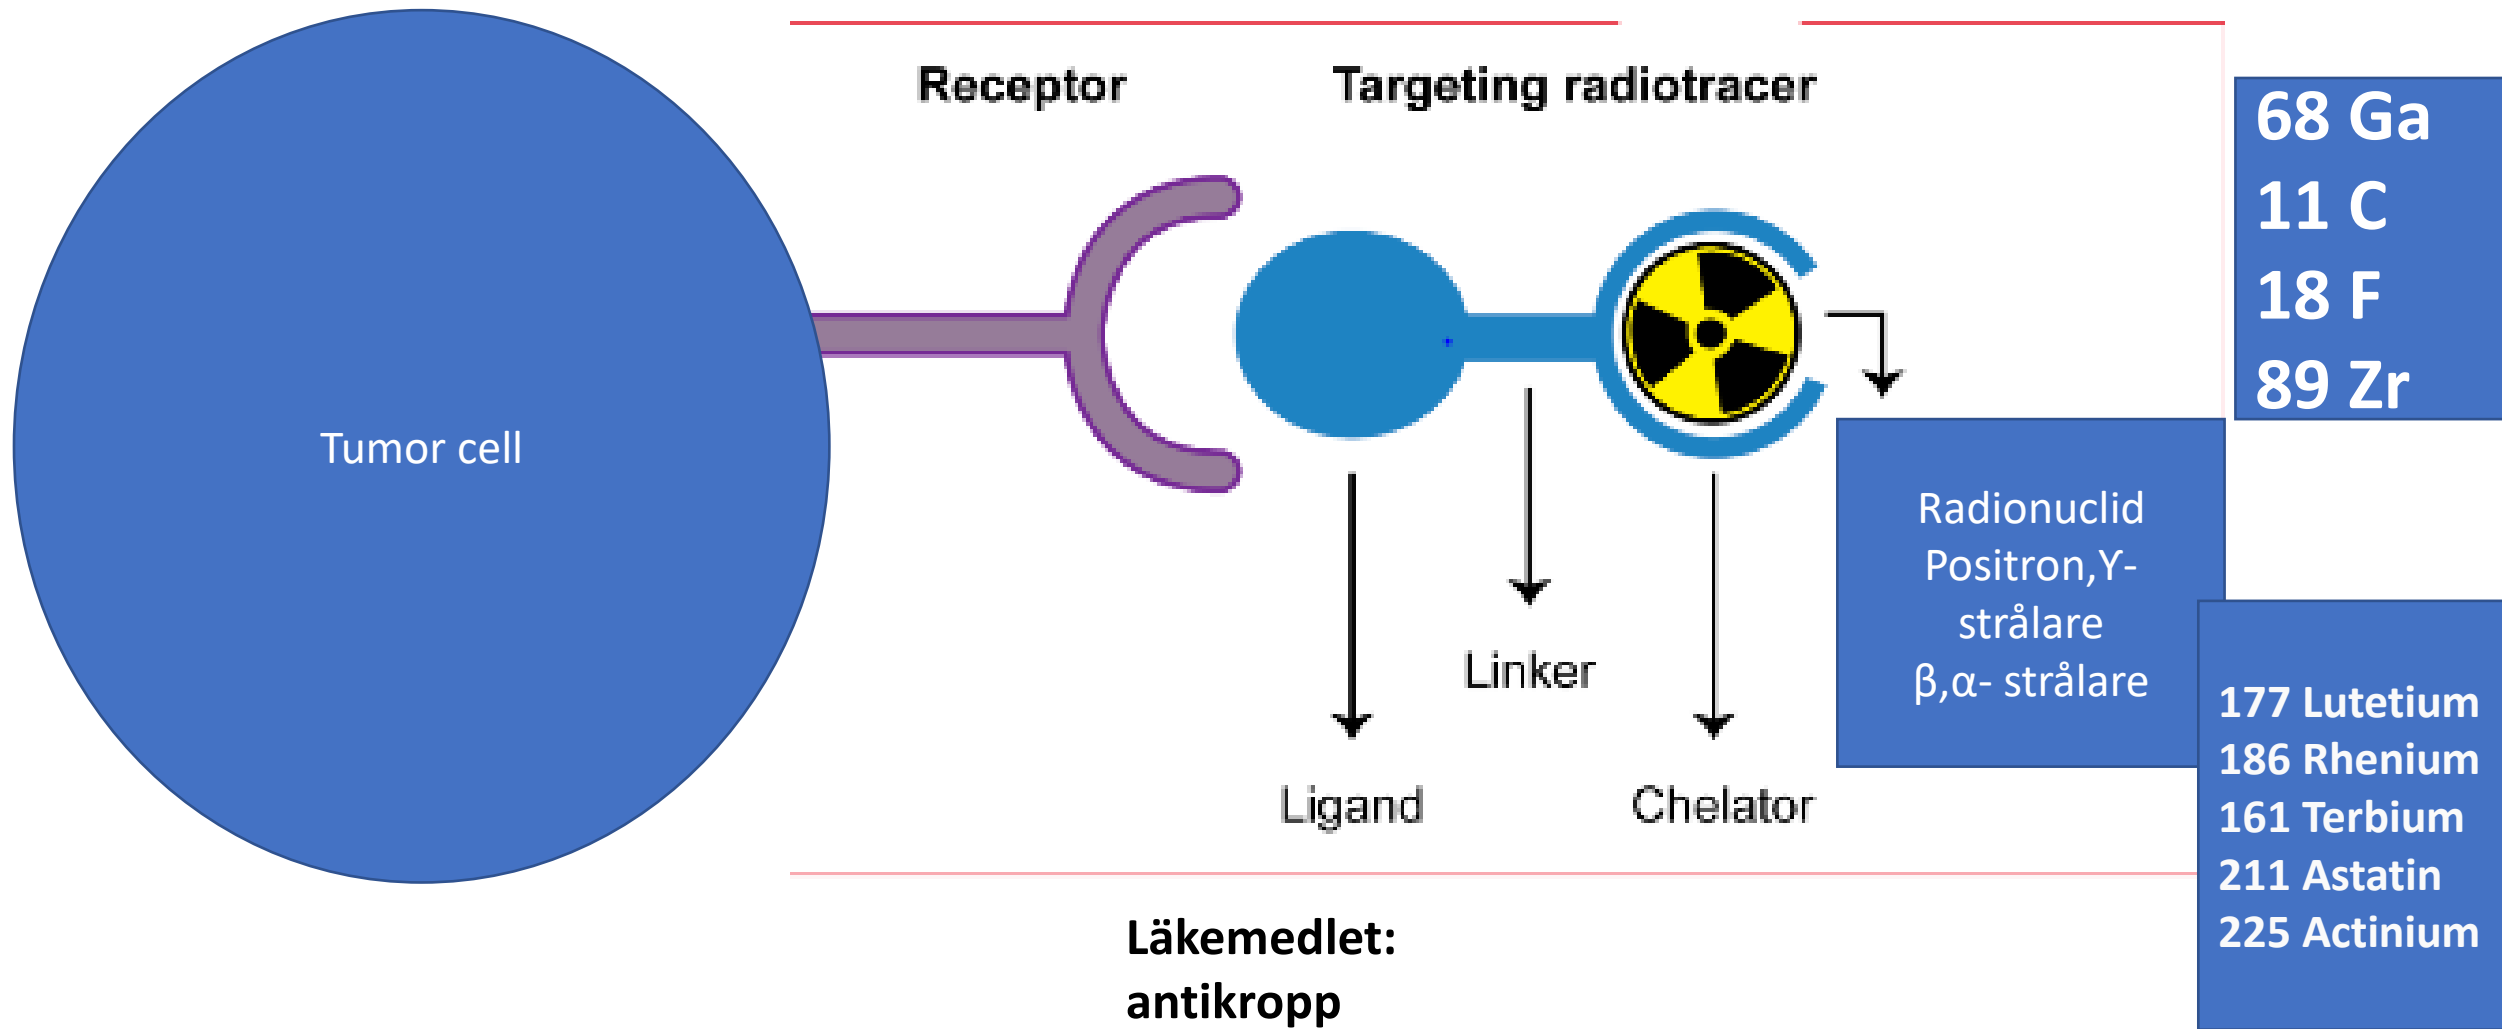 Receptor
Targeting radiotracer
68 Ga
11 C
18 F
89 Zr
Tumor cell
Radionuclid
Positron,Y-
strålare
β,α- strålare
Linker
Ligand
Chelator
177 Lutetium
186 Rhenium
161 Terbium
211 Astatin
225 Actinium
Läkemedlet:
antikropp